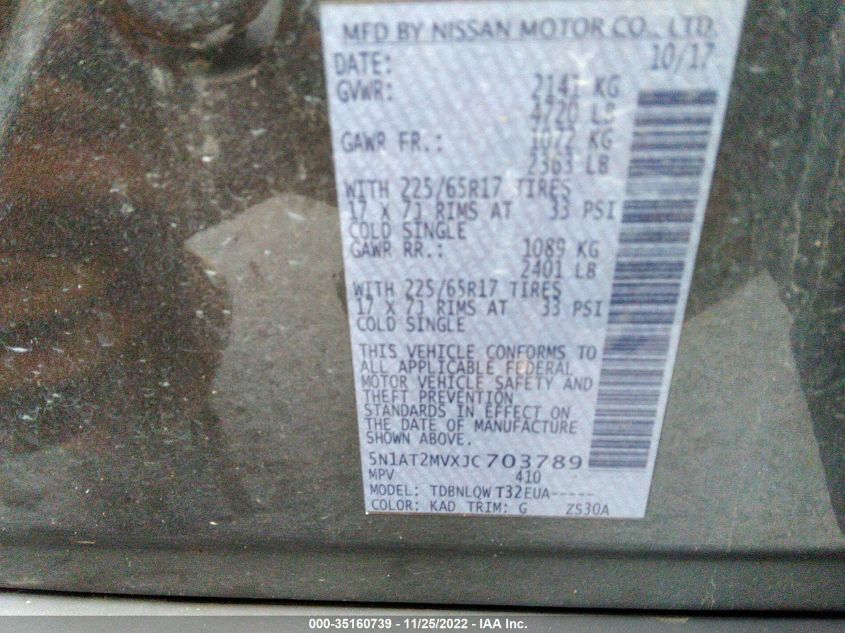 MFD BY NISSAN MOTOR CO., LTD.
DATE: 10/17
GVWR: 2141 KG
4720 LB
GAWR FR.: 1072 KG
2363 LB
WITH 225/65R17 TIRES
17 X 7J RIMS AT 33 PSI
COLD SINGLE
GAWR RR.: 1089 KG
2401 LB
WITH 225/65R17 TIRES
17 X 7J RIMS AT 33 PSI
COLD SINGLE
THIS VEHICLE CONFORMS TO
ALL APPLICABLE FEDERAL
MOTOR VEHICLE SAFETY AND
THEFT PREVENTION
STANDARDS IN EFFECT ON
THE DATE OF MANUFACTURE
SHOWN ABOVE.
5N1AT2MVXJC703789
MPV 410
MODEL: TDBNLQW T32EUA-----
COLOR: KAD TRIM: G ZS30A
000-35160739 - 11/25/2022 - IAA Inc.